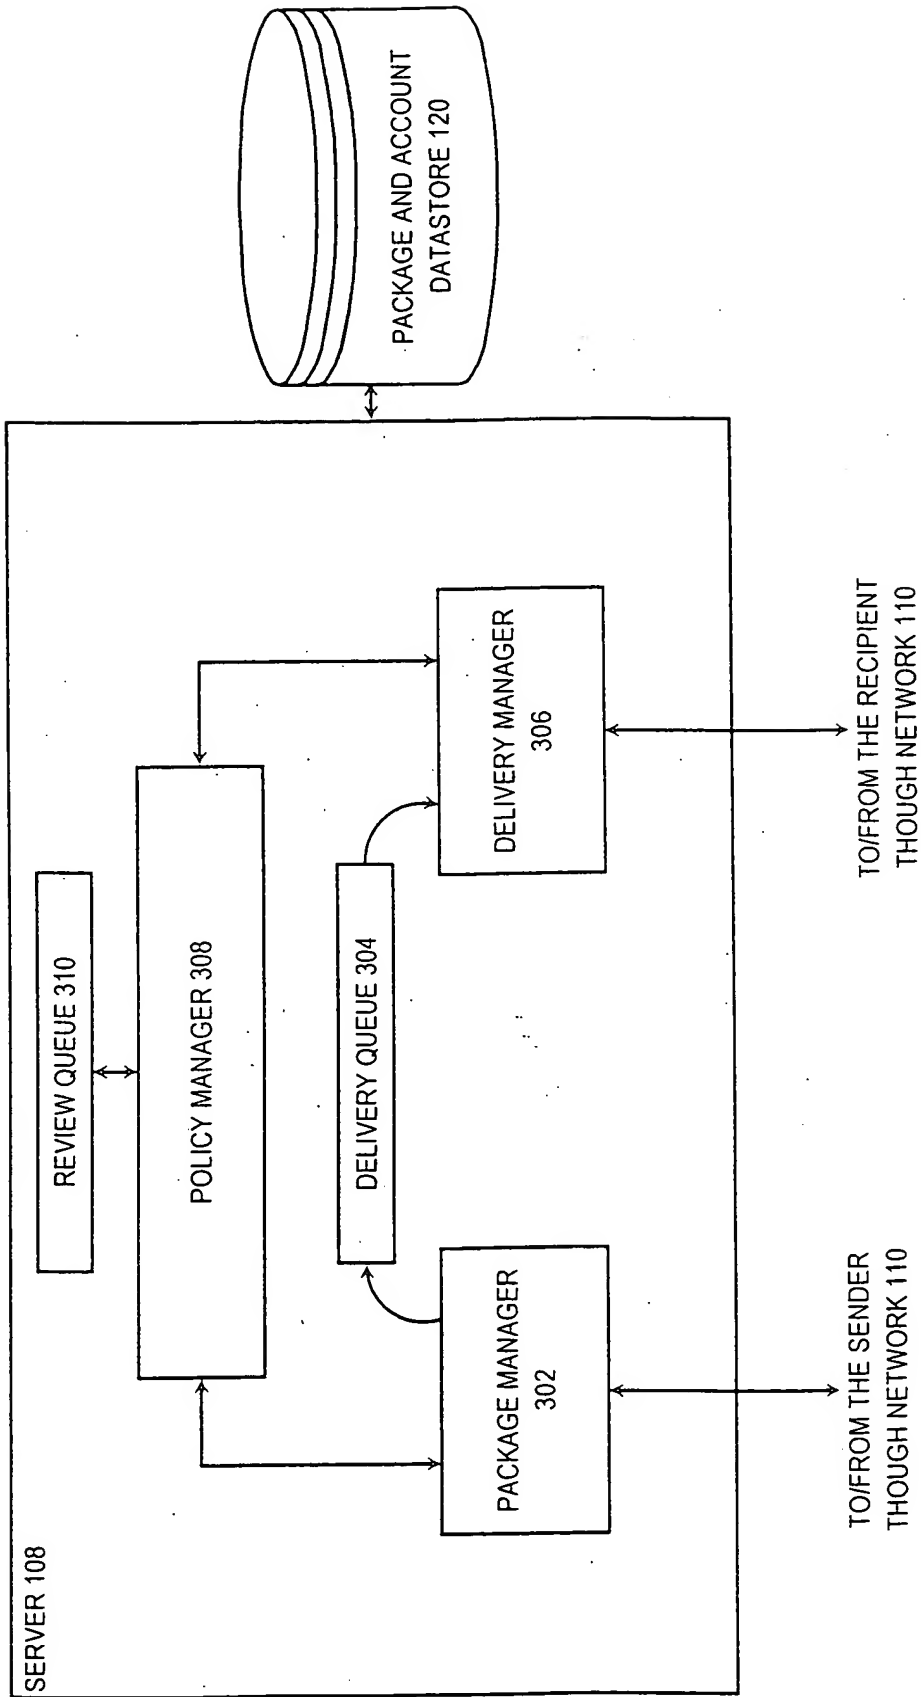 SERVER 108
REVIEW QUEUE 310
POLICY MANAGER 308
DELIVERY QUEUE 304
PACKAGE MANAGER
302
DELIVERY MANAGER
306
TO/FROM THE SENDER
THOUGH NETWORK 110
TO/FROM THE RECIPIENT
THOUGH NETWORK 110
PACKAGE AND ACCOUNT
DATASTORE 120